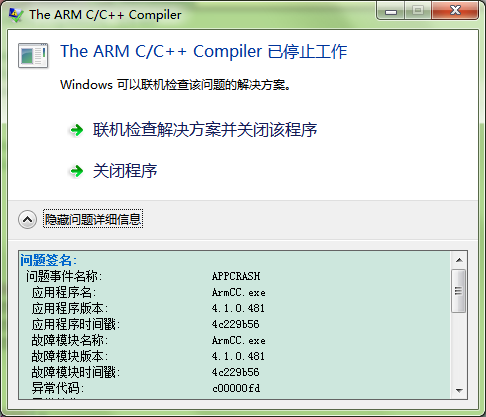 The ARM C/C++ Compiler
The ARM C/C++ Compiler 已停止工作
Windows 可以联机检查该问题的解决方案。
联机检查解决方案并关闭该程序
关闭程序
隐藏问题详细信息
问题签名:
问题事件名称: APPCRASH
应用程序名: ArmCC.exe
应用程序版本: 4.1.0.481
应用程序时间戳: 4c229b56
故障模块名称: ArmCC.exe
故障模块版本: 4.1.0.481
故障模块时间戳: 4c229b56
异常代码: c00000fd